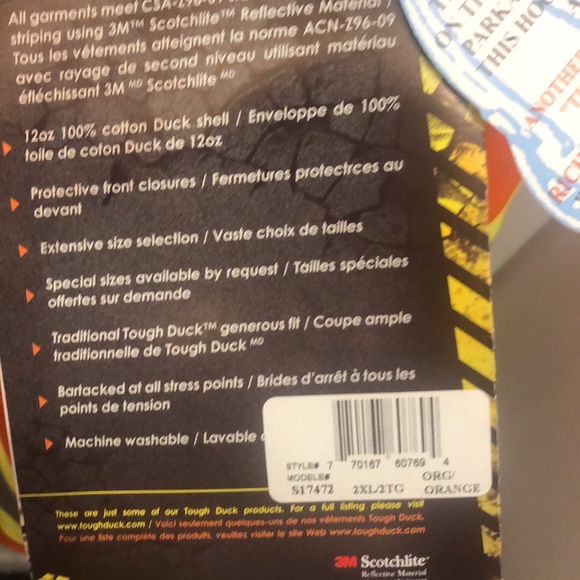 All garments meet CSA-Z96-09
striping using 3M™ Scotchlite™ Reflective Material /
Tous les vêtements atteignent la norme ACN-Z96-09
avec rayage de second niveau utilisant matériau
éfléchissant 3M MD Scotchlite MD
12oz 100% cotton Duck shell / Enveloppe de 100%
toile de coton Duck de 12oz
Protective front closures / Fermetures protectrces au
devant
Extensive size selection / Vaste choix de tailles
Special sizes available by request / Tailles spéciales
offertes sur demande
Traditional Tough Duck™ generous fit / Coupe ample
traditionnelle de Tough Duck MD
Bartacked at all stress points / Brides d'arrêt à tous les
points de tension
Machine washable / Lavable
STYLE# 7 70167 60769 4
MODELE# ORG/
S17472 2XL/2TG ORANGE
These are just some of our Tough Duck products. For a full listing please visit
www.toughduck.com / Voici seulement quelques-uns de nos vêtements Tough Duck.
Pour une liste complète des produits, veuillez visiter le site Web www.toughduck.com
3M Scotchlite™
Reflective Material
ON TH
PARKA
THIS HOO
ANOTHER
RICH